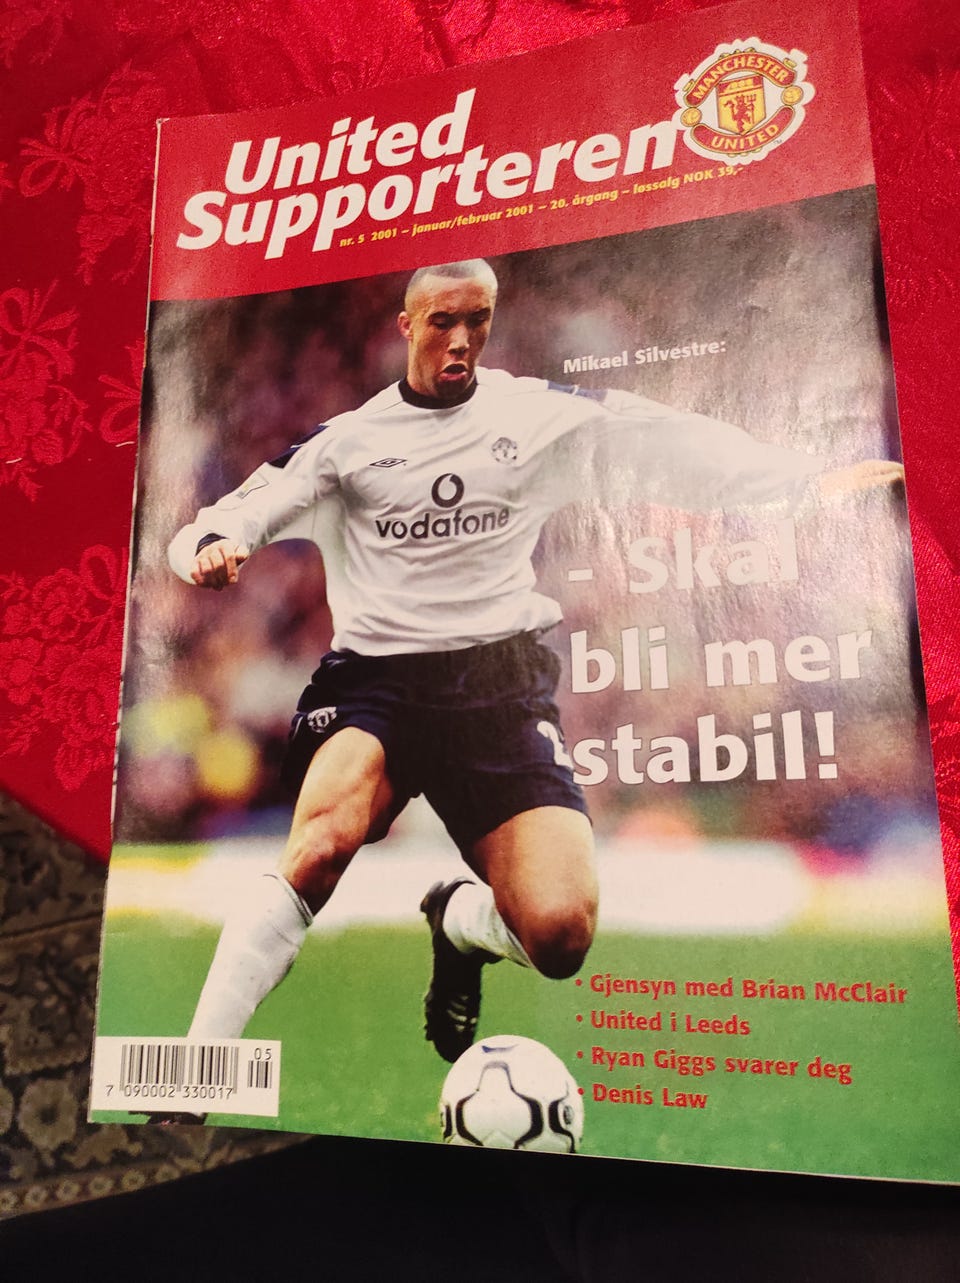 United
Supporteren
MANCHESTER
UNITED
nr. 5 2001 – januar/februar 2001 – 20. årgang – løssalg NOK 39,-
Mikael Silvestre:
vodafone
- Skal
bli mer
stabil!
• Gjensyn med Brian McClair
• United i Leeds
• Ryan Giggs svarer deg
• Denis Law
05
7 090002 330017